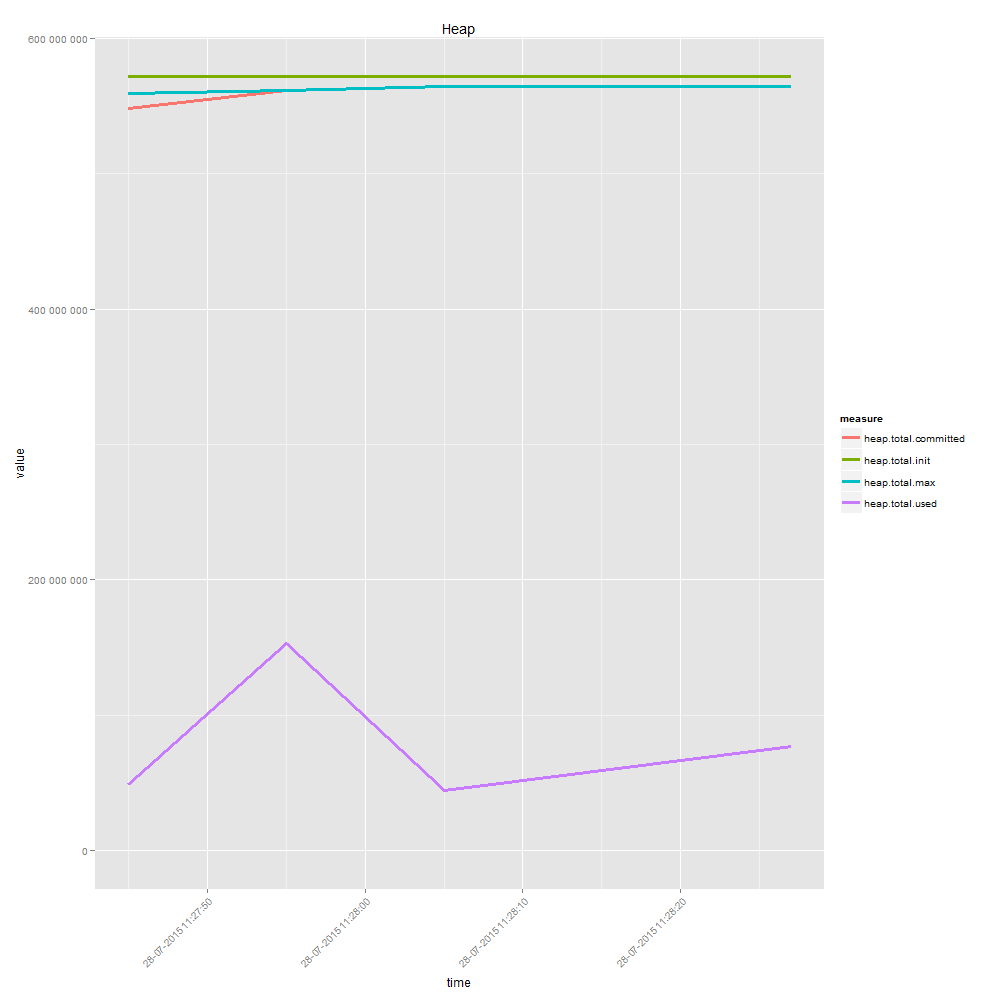 Heap
600 000 000
400 000 000
200 000 000
0
value
28-07-2015 11:27:50
28-07-2015 11:28:00
28-07-2015 11:28:10
28-07-2015 11:28:20
time
measure
heap.total.committed
heap.total.init
heap.total.max
heap.total.used